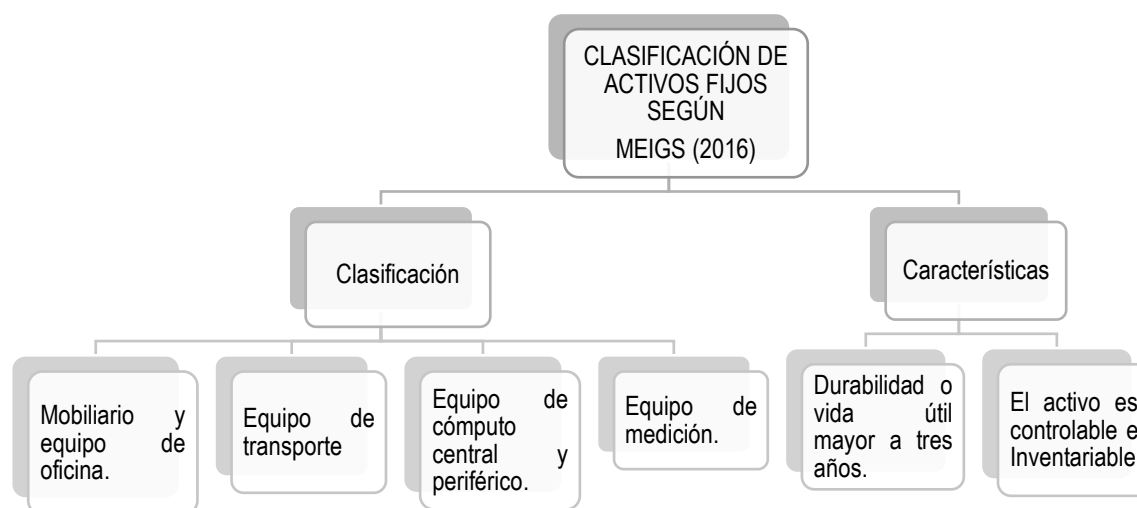 CLASIFICACIÓN DE
ACTIVOS FIJOS
SEGÚN
MEIGS (2016)
Clasificación
Características
Mobiliario y
equipo de
oficina.
Equipo de
transporte
Equipo de
cómputo
central y
periférico.
Equipo de
medición.
Durabilidad o
vida útil
mayor a tres
años.
El activo es
controlable e
Inventariable